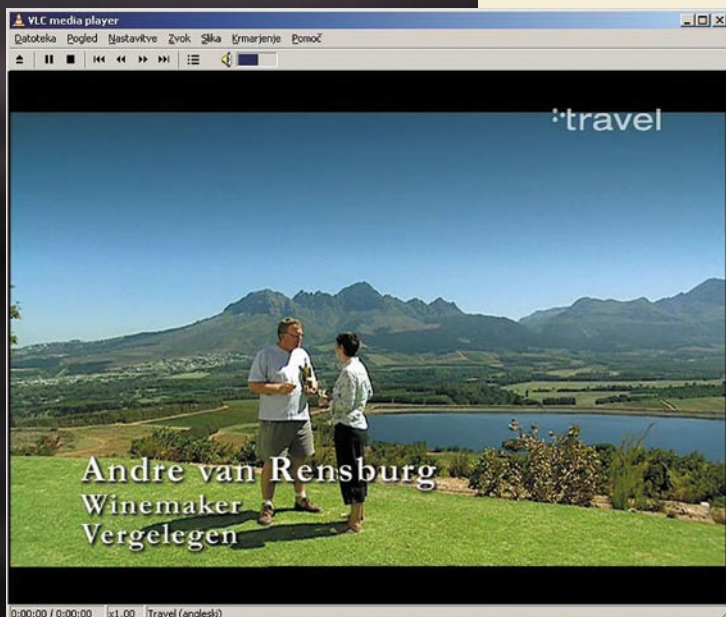 VLC media player
Datoteka Pogled Nastavitve Zvok Slika Krmarjenje Pomoč
:travel
Andre van Rensburg
Winemaker
Vergelegen
0:00:00 / 0:00:00 x1.00 Travel (angleski)